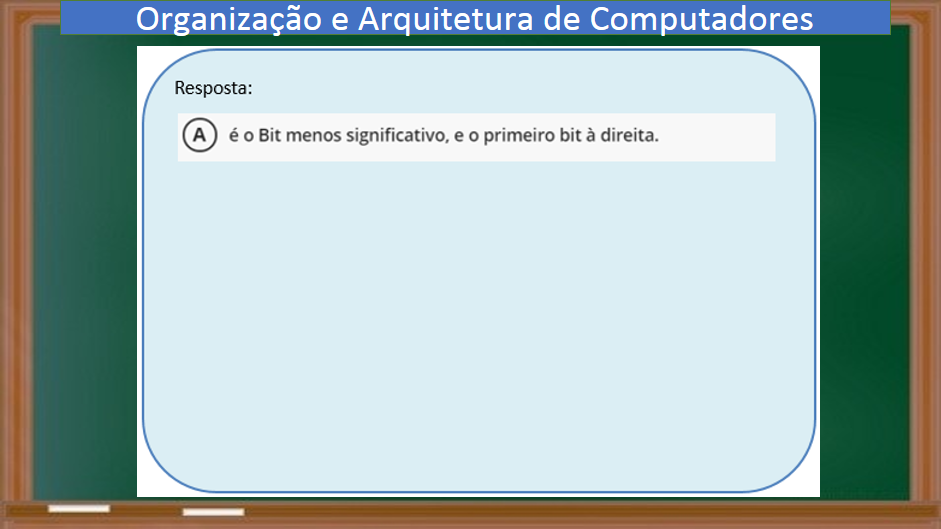 Organização e Arquitetura de Computadores
Resposta:
A é o Bit menos significativo, e o primeiro bit à direita.